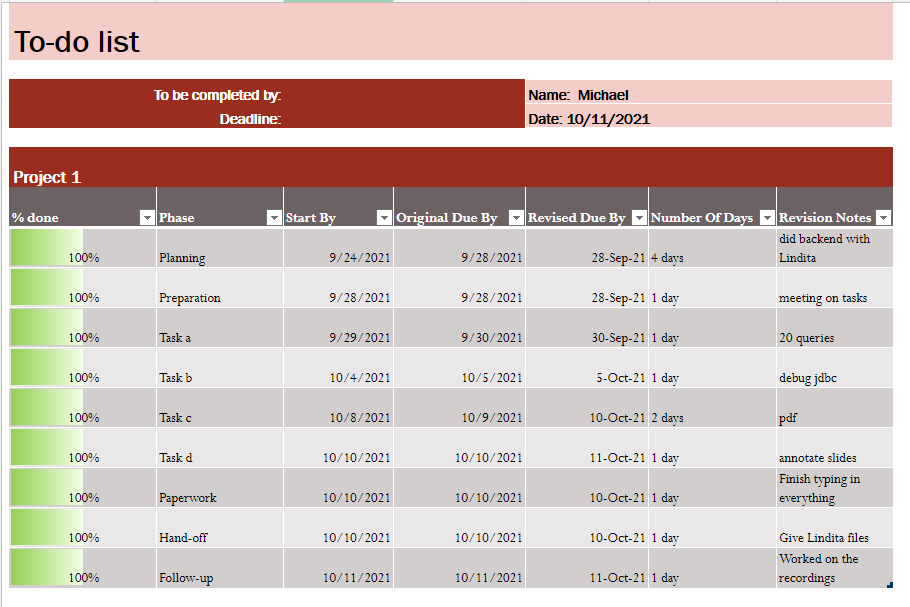 To-do list
To be completed by:
Name:  Michael
Deadline:
Date: 10/11/2021
Project 1
% done Phase Start By Original Due By Revised Due By Number Of Days Revision Notes
did backend with
100% Planning 9/24/2021 9/28/2021 28-Sep-21 4 days Lindita
100% Preparation 9/28/2021 9/28/2021 28-Sep-21 1 day meeting on tasks
100% Task a 9/29/2021 9/30/2021 30-Sep-21 1 day 20 queries
100% Task b 10/4/2021 10/5/2021 5-Oct-21 1 day debug jdbc
100% Task c 10/8/2021 10/9/2021 10-Oct-21 2 days pdf
100% Task d 10/10/2021 10/10/2021 11-Oct-21 1 day annotate slides
Finish typing in
100% Paperwork 10/10/2021 10/10/2021 10-Oct-21 1 day everything
100% Hand-off 10/10/2021 10/10/2021 10-Oct-21 1 day Give Lindita files
Worked on the
100% Follow-up 10/11/2021 10/11/2021 11-Oct-21 1 day recordings